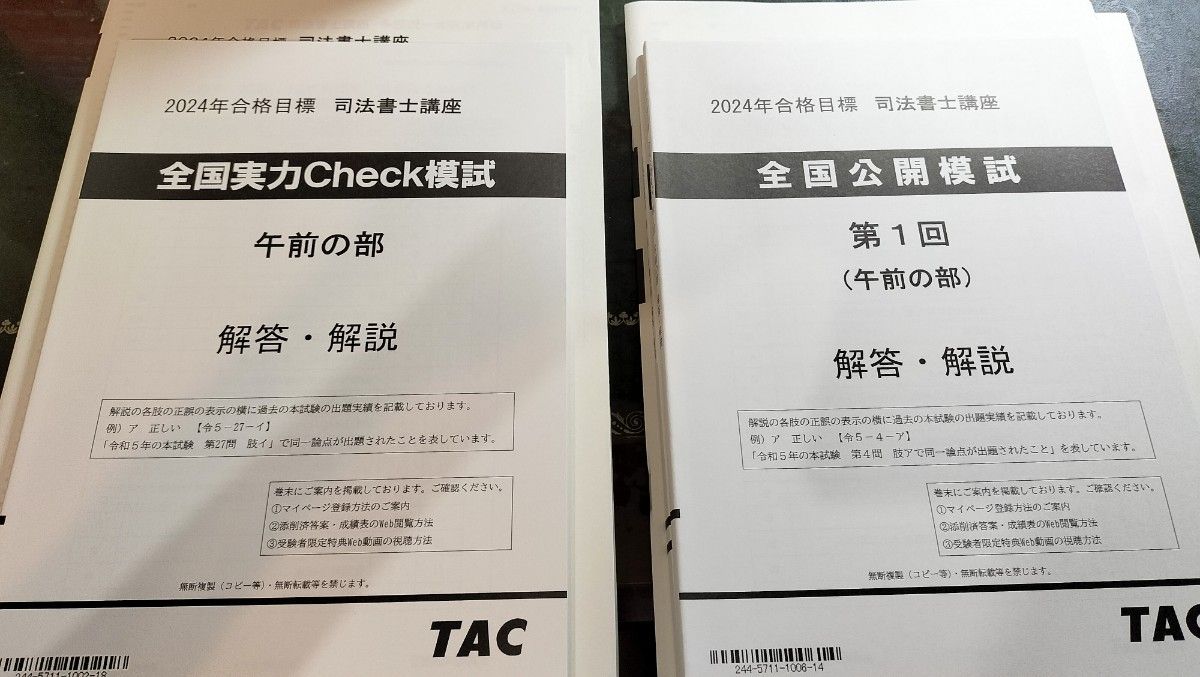 司法書士講座
2024年合格目標 司法書士講座
全国実力Check模試
午前の部
解答・解説
解説の各肢の正誤の表示の横に過去の本試験の出題実績を記載しております。
例）ア 正しい 【令5－27－イ】
「令和5年の本試験 第27問 肢イ」で同一論点が出題されたことを表しています。
巻末にご案内を掲載しております。ご確認ください。
①マイページ登録方法のご案内
②添削済答案・成績表のWeb閲覧方法
③受験者限定特典Web動画の視聴方法
無断複製（コピー等）・無断転載等を禁じます。
TAC
244-5711-1002-18
2024年合格目標 司法書士講座
全国公開模試
第１回
（午前の部）
解答・解説
解説の各肢の正誤の表示の横に過去の本試験の出題実績を記載しております。
例）ア 正しい 【令5－4－ア】
「令和5年の本試験 第4問 肢アで同一論点が出題されたこと」を表しています。
巻末にご案内を掲載しております。ご確認ください。
①マイページ登録方法のご案内
②添削済答案・成績表のWeb閲覧方法
③受験者限定特典Web動画の視聴方法
無断複製（コピー等）・無断転載等を禁じます。
TAC
244-5711-1006-14